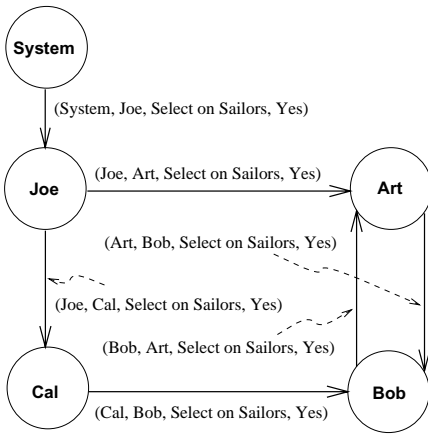 System
(System, Joe, Select on Sailors, Yes)
(Joe, Art, Select on Sailors, Yes)
Joe
Art
(Art, Bob, Select on Sailors, Yes)
(Joe, Cal, Select on Sailors, Yes)
(Bob, Art, Select on Sailors, Yes)
Cal
Bob
(Cal, Bob, Select on Sailors, Yes)